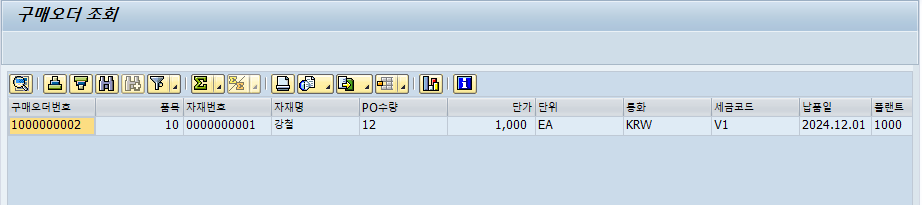 구매오더 조회
구매오더번호 품목 자재번호 자재명 PO수량 단가 단위 통화 세금코드 납품일 플랜트
1000000002 10 0000000001 강철 12 1,000 EA KRW V1 2024.12.01 1000